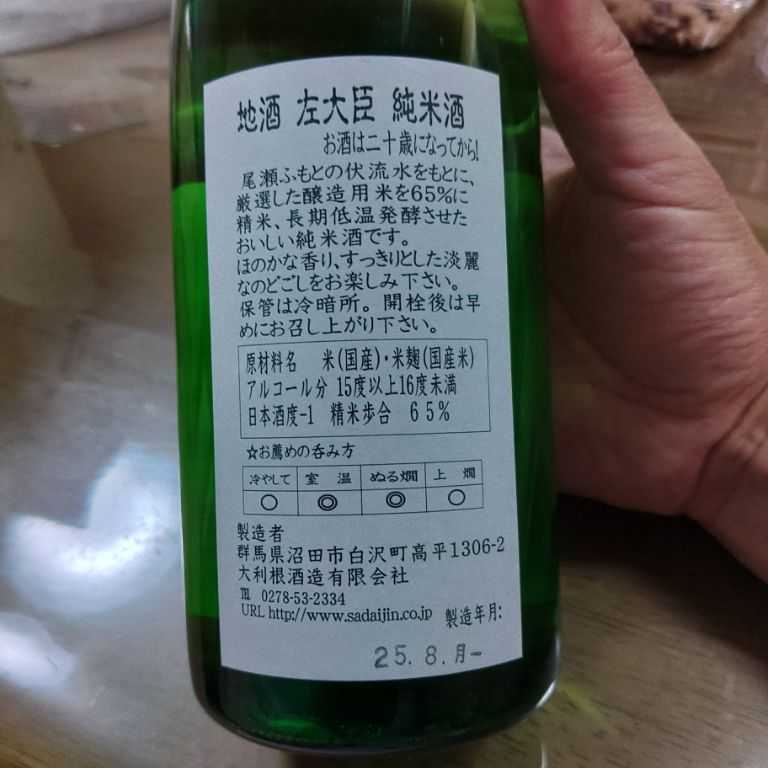 地酒 左大臣 純米酒
お酒は二十歳になってから!
尾瀬ふもとの伏流水をもとに、
厳選した醸造用米を65%に
精米、長期低温発酵させた
おいしい純米酒です。
ほのかな香り、すっきりとした淡麗
なのどごしをお楽しみ下さい。
保管は冷暗所。開栓後は早
めにお召し上がり下さい。
原材料名 米(国産)・米麹(国産米)
アルコール分 15度以上16度未満
日本酒度-1 精米歩合 65%
☆お薦めの呑み方
冷やして 室温 ぬる燗 上燗
○ ◎ ◎ ○
製造者
群馬県沼田市白沢町高平1306-2
大利根酒造有限会社
℡ 0278-53-2334
URL http://www.sadaijin.co.jp 製造年月:
25.8.月-